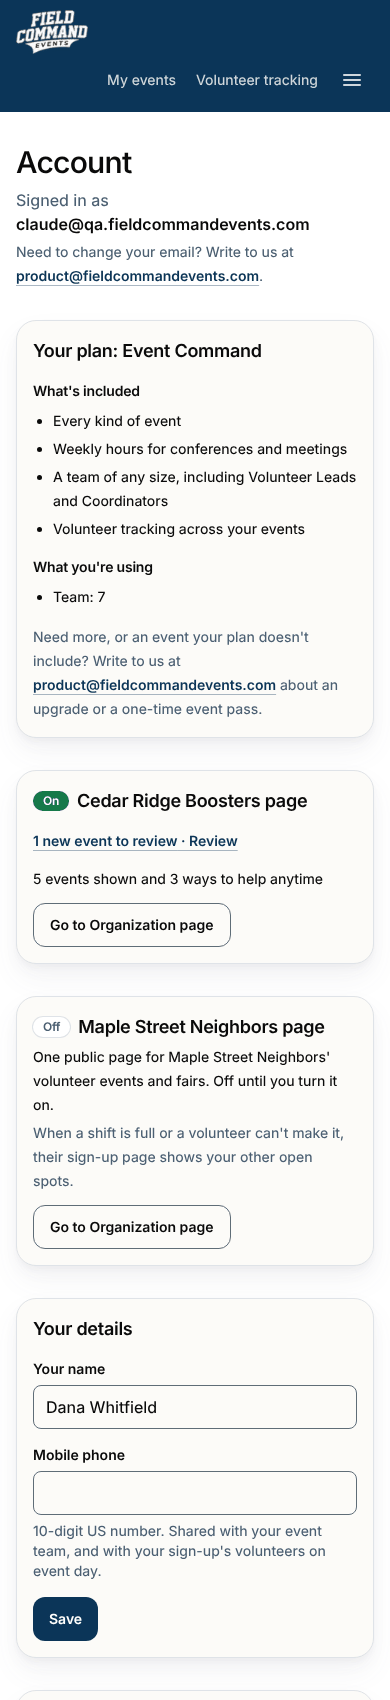 FIELD
COMMAND
EVENTS
My events Volunteer tracking
Account
Signed in as
claude@qa.fieldcommandevents.com
Need to change your email? Write to us at
product@fieldcommandevents.com.
Your plan: Event Command
What's included
• Every kind of event
• Weekly hours for conferences and meetings
• A team of any size, including Volunteer Leads
and Coordinators
• Volunteer tracking across your events
What you're using
• Team: 7
Need more, or an event your plan doesn't
include? Write to us at
product@fieldcommandevents.com about an
upgrade or a one-time event pass.
On Cedar Ridge Boosters page
1 new event to review · Review
5 events shown and 3 ways to help anytime
Go to Organization page
Off Maple Street Neighbors page
One public page for Maple Street Neighbors'
volunteer events and fairs. Off until you turn it
on.
When a shift is full or a volunteer can't make it,
their sign-up page shows your other open
spots.
Go to Organization page
Your details
Your name
Dana Whitfield
Mobile phone
10-digit US number. Shared with your event
team, and with your sign-up's volunteers on
event day.
Save